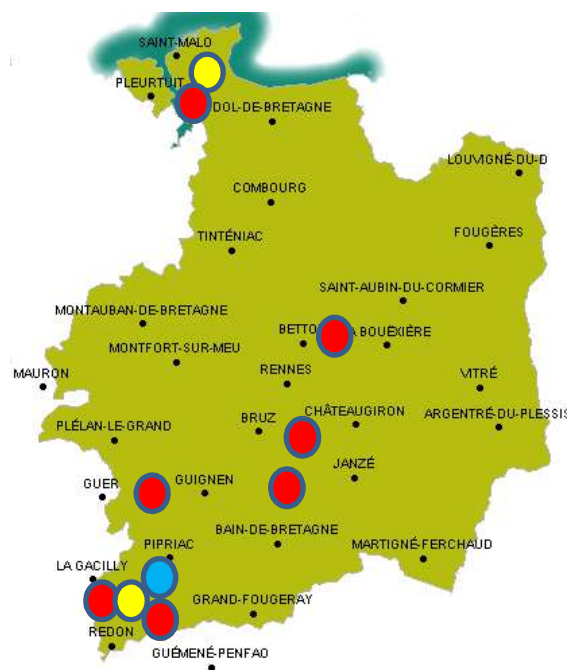 SAINT-MALO
PLEURTUIT
DOL-DE-BRETAGNE
LOUVIGNÉ-DU-D
COMBOURG
TINTÉNIAC
FOUGÈRES
SAINT-AUBIN-DU-CORMIER
MONTAUBAN-DE-BRETAGNE
BETTO
A BOUËXIÈRE
MONTFORT-SUR-MEU
MAURON
RENNES
VITRÉ
CHÂTEAUGIRON
BRUZ
ARGENTRÉ-DU-PLESSIS
PLÉLAN-LE-GRAND
JANZÉ
GUER
GUIGNEN
BAIN-DE-BRETAGNE
PIPRIAC
MARTIGNÉ-FERCHAUD
LA GACILLY
GRAND-FOUGERAY
REDON
GUÉMENÉ-PENFAO